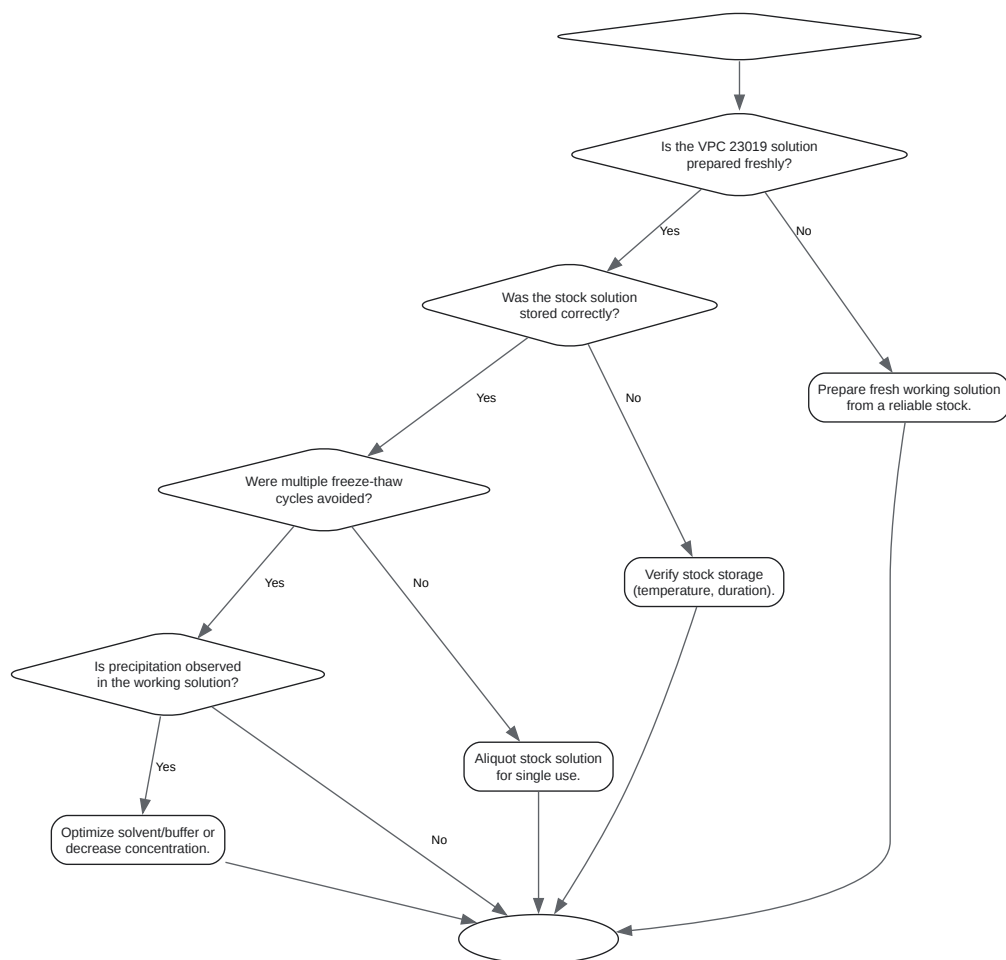 Is the VPC 23019 solution
prepared freshly?
Yes
No
Was the stock solution
stored correctly?
Yes
No
Prepare fresh working solution
from a reliable stock.
Were multiple freeze-thaw
cycles avoided?
Yes
No
Verify stock storage
(temperature, duration).
Is precipitation observed
in the working solution?
Yes
No
Aliquot stock solution
for single use.
Optimize solvent/buffer or
decrease concentration.